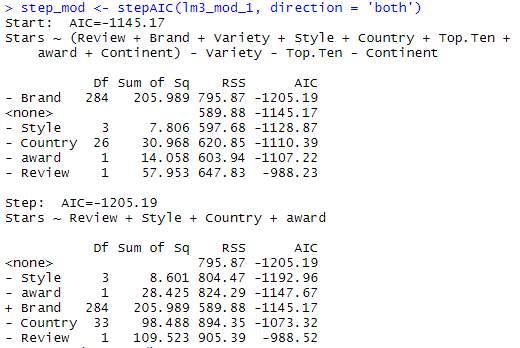 > step_mod <- stepAIC(lm3_mod_1, direction = 'both')
Start:  AIC=-1145.17
Stars ~ (Review + Brand + Variety + Style + Country + Top.Ten +
    award + Continent) - Variety - Top.Ten - Continent

           Df Sum of Sq    RSS      AIC
- Brand   284   205.989 795.87 -1205.19
<none>                  589.88 -1145.17
- Style     3     7.806 597.68 -1128.87
- Country  26    30.968 620.85 -1110.39
- award     1    14.058 603.94 -1107.22
- Review    1    57.953 647.83  -988.23

Step:  AIC=-1205.19
Stars ~ Review + Style + Country + award

           Df Sum of Sq    RSS      AIC
<none>                  795.87 -1205.19
- Style     3     8.601 804.47 -1192.96
- award     1    28.425 824.29 -1147.67
+ Brand   284   205.989 589.88 -1145.17
- Country  33    98.488 894.35 -1073.32
- Review    1   109.523 905.39  -988.52